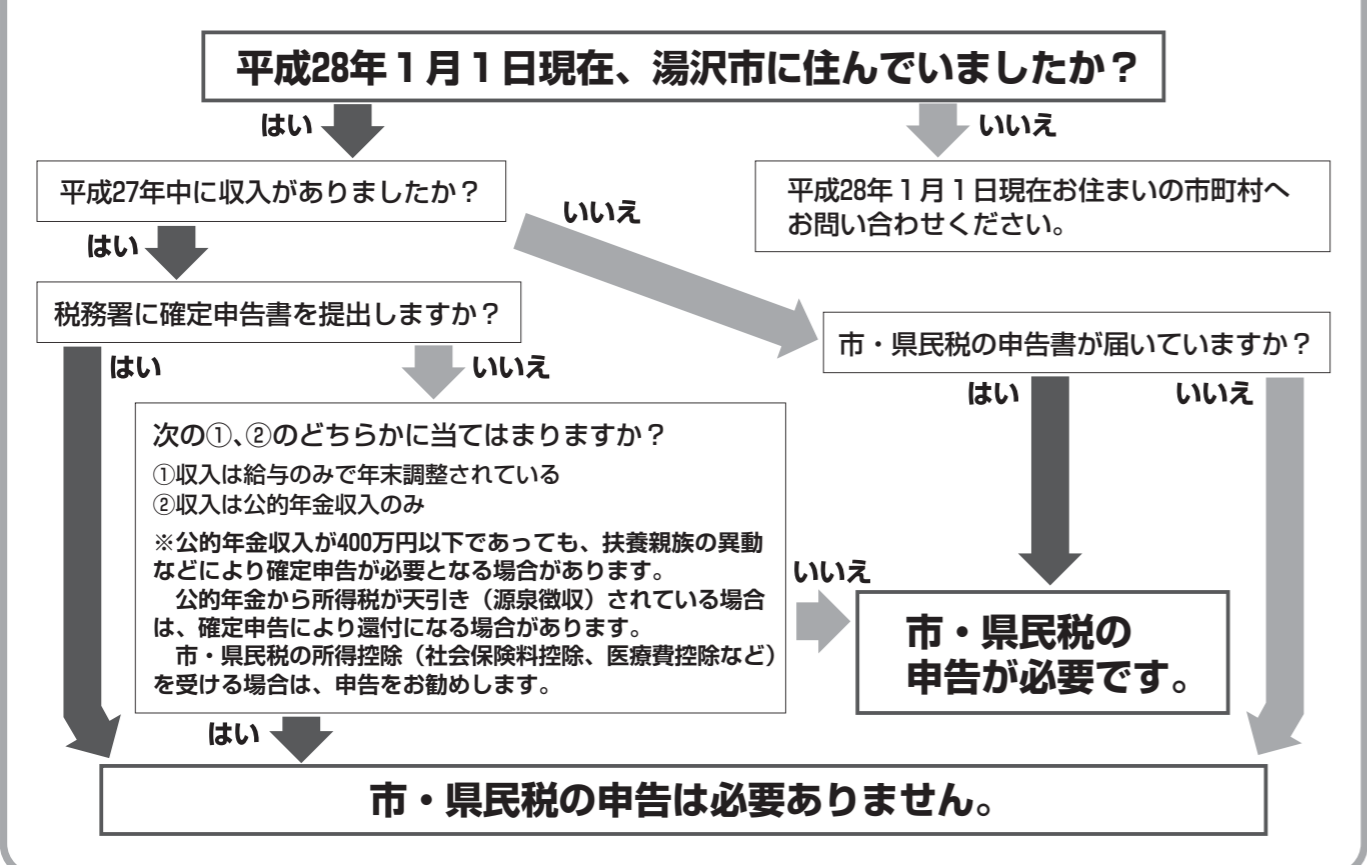 平成28年１月１日現在、湯沢市に住んでいましたか？
はい
いいえ
平成27年中に収入がありましたか？
平成28年１月１日現在お住まいの市町村へ
お問い合わせください。
いいえ
はい
税務署に確定申告書を提出しますか？
市・県民税の申告書が届いていますか？
はい
いいえ
はい
いいえ
次の①、②のどちらかに当てはまりますか？
①収入は給与のみで年末調整されている
②収入は公的年金収入のみ
※公的年金収入が400万円以下であっても、扶養親族の異動
などにより確定申告が必要となる場合があります。
　公的年金から所得税が天引き（源泉徴収）されている場合
は、確定申告により還付になる場合があります。
　市・県民税の所得控除（社会保険料控除、医療費控除など）
を受ける場合は、申告をお勧めします。
いいえ
市・県民税の
申告が必要です。
はい
市・県民税の申告は必要ありません。